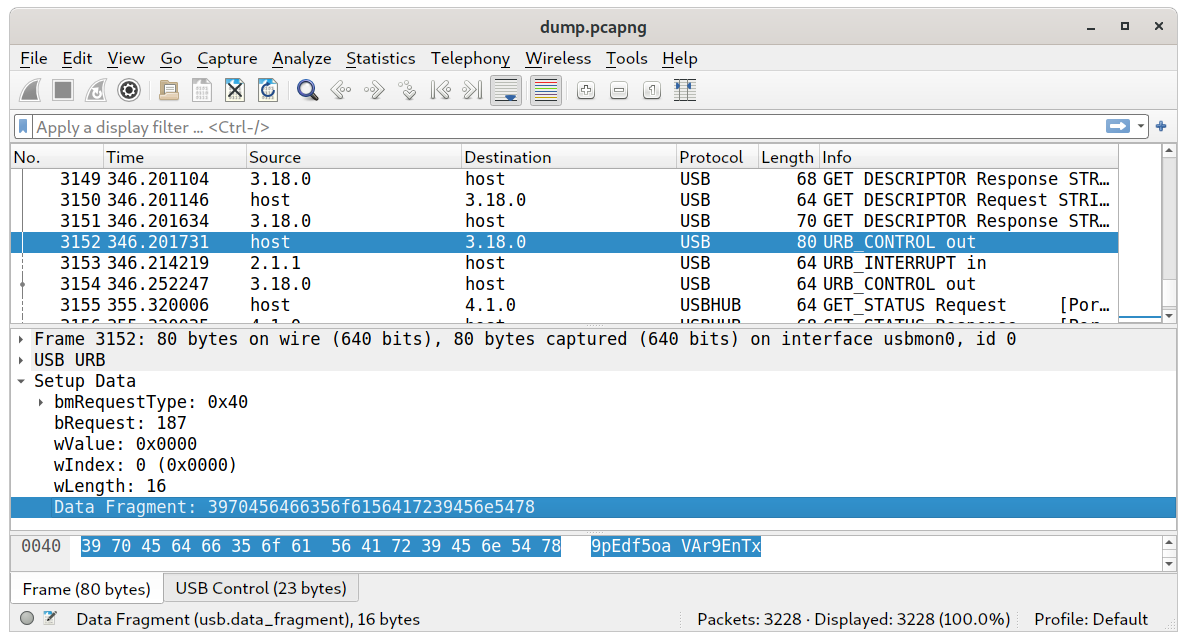 dump.pcapng
File Edit View Go Capture Analyze Statistics Telephony Wireless Tools Help
Apply a display filter … <Ctrl-/>
No. Time Source Destination Protocol Length Info
3149 346.201104 3.18.0 host USB 68 GET DESCRIPTOR Response STR…
3150 346.201146 host 3.18.0 USB 64 GET DESCRIPTOR Request STRI…
3151 346.201634 3.18.0 host USB 70 GET DESCRIPTOR Response STR…
3152 346.201731 host 3.18.0 USB 80 URB_CONTROL out
3153 346.214219 2.1.1 host USB 64 URB_INTERRUPT in
3154 346.252247 3.18.0 host USB 64 URB_CONTROL out
3155 355.320006 host 4.1.0 USBHUB 64 GET_STATUS Request [Por…
Frame 3152: 80 bytes on wire (640 bits), 80 bytes captured (640 bits) on interface usbmon0, id 0
USB URB
Setup Data
bmRequestType: 0x40
bRequest: 187
wValue: 0x0000
wIndex: 0 (0x0000)
wLength: 16
Data Fragment: 3970456466356f6156417239456e5478
0040 39 70 45 64 66 35 6f 61 56 41 72 39 45 6e 54 78 9pEdf5oa VAr9EnTx
Frame (80 bytes) USB Control (23 bytes)
Data Fragment (usb.data_fragment), 16 bytes Packets: 3228 · Displayed: 3228 (100.0%) Profile: Default